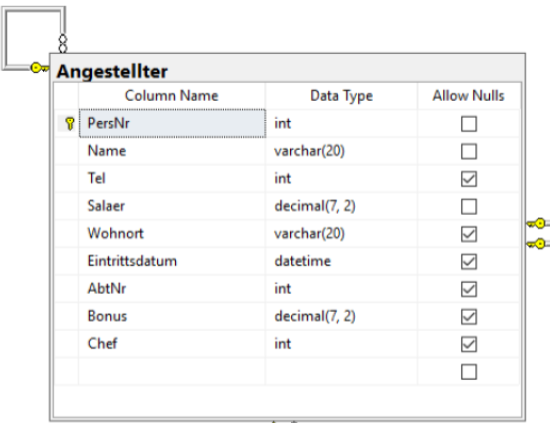 Angestellter
Column Name Data Type Allow Nulls
PersNr int
Name varchar(20)
Tel int
Salaer decimal(7, 2)
Wohnort varchar(20)
Eintrittsdatum datetime
AbtNr int
Bonus decimal(7, 2)
Chef int